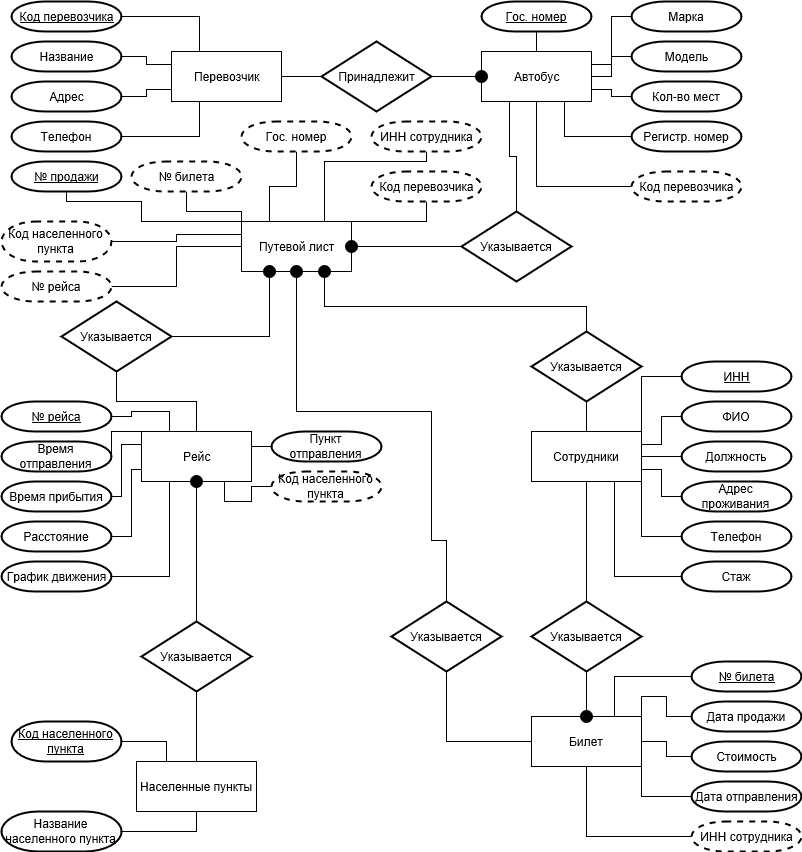 Код перевозчика
Гос. номер
Марка
Название
Модель
Перевозчик
Принадлежит
Автобус
Адрес
Кол-во мест
Телефон
Гос. номер
ИНН сотрудника
Регистр. номер
№ продажи
№ билета
Код перевозчика
Код перевозчика
Код населенного
пункта
Путевой лист
Указывается
№ рейса
Указывается
Указывается
ИНН
№ рейса
ФИО
Время
отправления
Рейс
Пункт
отправления
Сотрудники
Должность
Время прибытия
Код населенного
пункта
Адрес
проживания
Расстояние
Телефон
График движения
Стаж
Указывается
Указывается
Указывается
№ билета
Код населенного
пункта
Дата продажи
Билет
Стоимость
Населенные пункты
Дата отправления
Название
населенного пункта
ИНН сотрудника